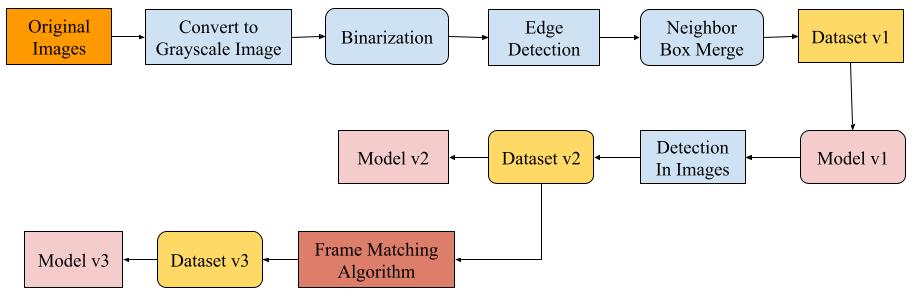 Original
Images
Convert to
Grayscale Image
Binarization
Edge
Detection
Neighbor
Box Merge
Dataset v1
Model v1
Detection
In Images
Dataset v2
Model v2
Frame Matching
Algorithm
Dataset v3
Model v3